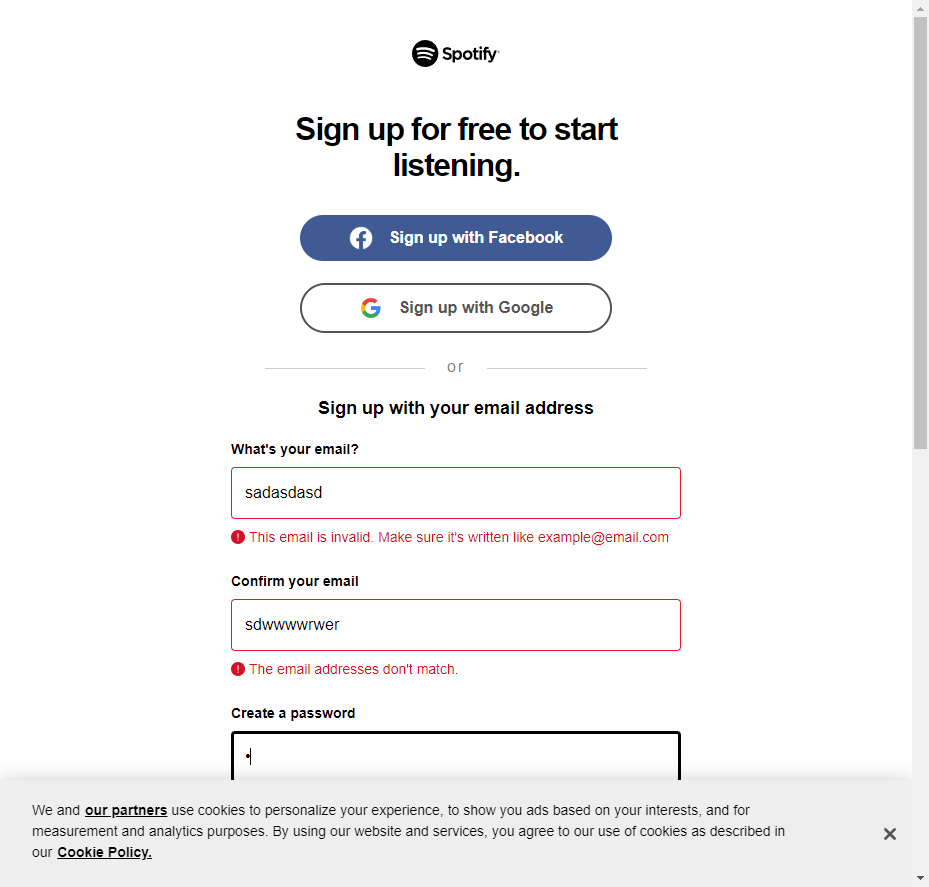 Spotify
Sign up for free to start
listening.
Sign up with Facebook
Sign up with Google
or
Sign up with your email address
What's your email?
sadasdasd
This email is invalid. Make sure it's written like example@email.com
Confirm your email
sdwwwwrwer
The email addresses don't match.
Create a password
•
We and our partners use cookies to personalize your experience, to show you ads based on your interests, and for
measurement and analytics purposes. By using our website and services, you agree to our use of cookies as described in
our Cookie Policy.